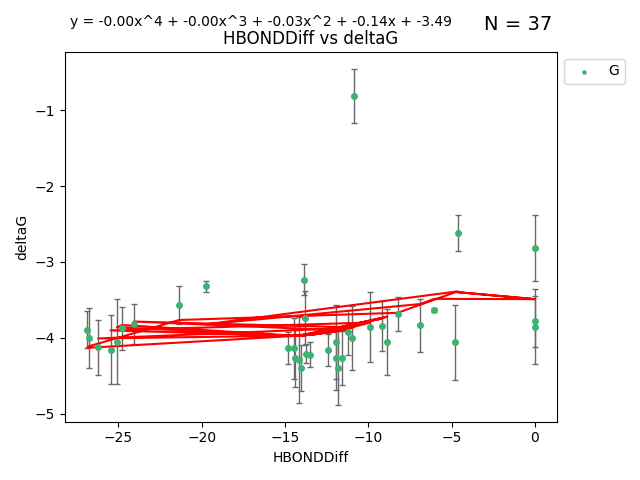 y = -0.00x^4 + -0.00x^3 + -0.03x^2 + -0.14x + -3.49
N = 37
HBONDDiff vs deltaG
G
deltaG
−1
−2
−3
−4
−5
−25 −20 −15 −10 −5 0
HBONDDiff